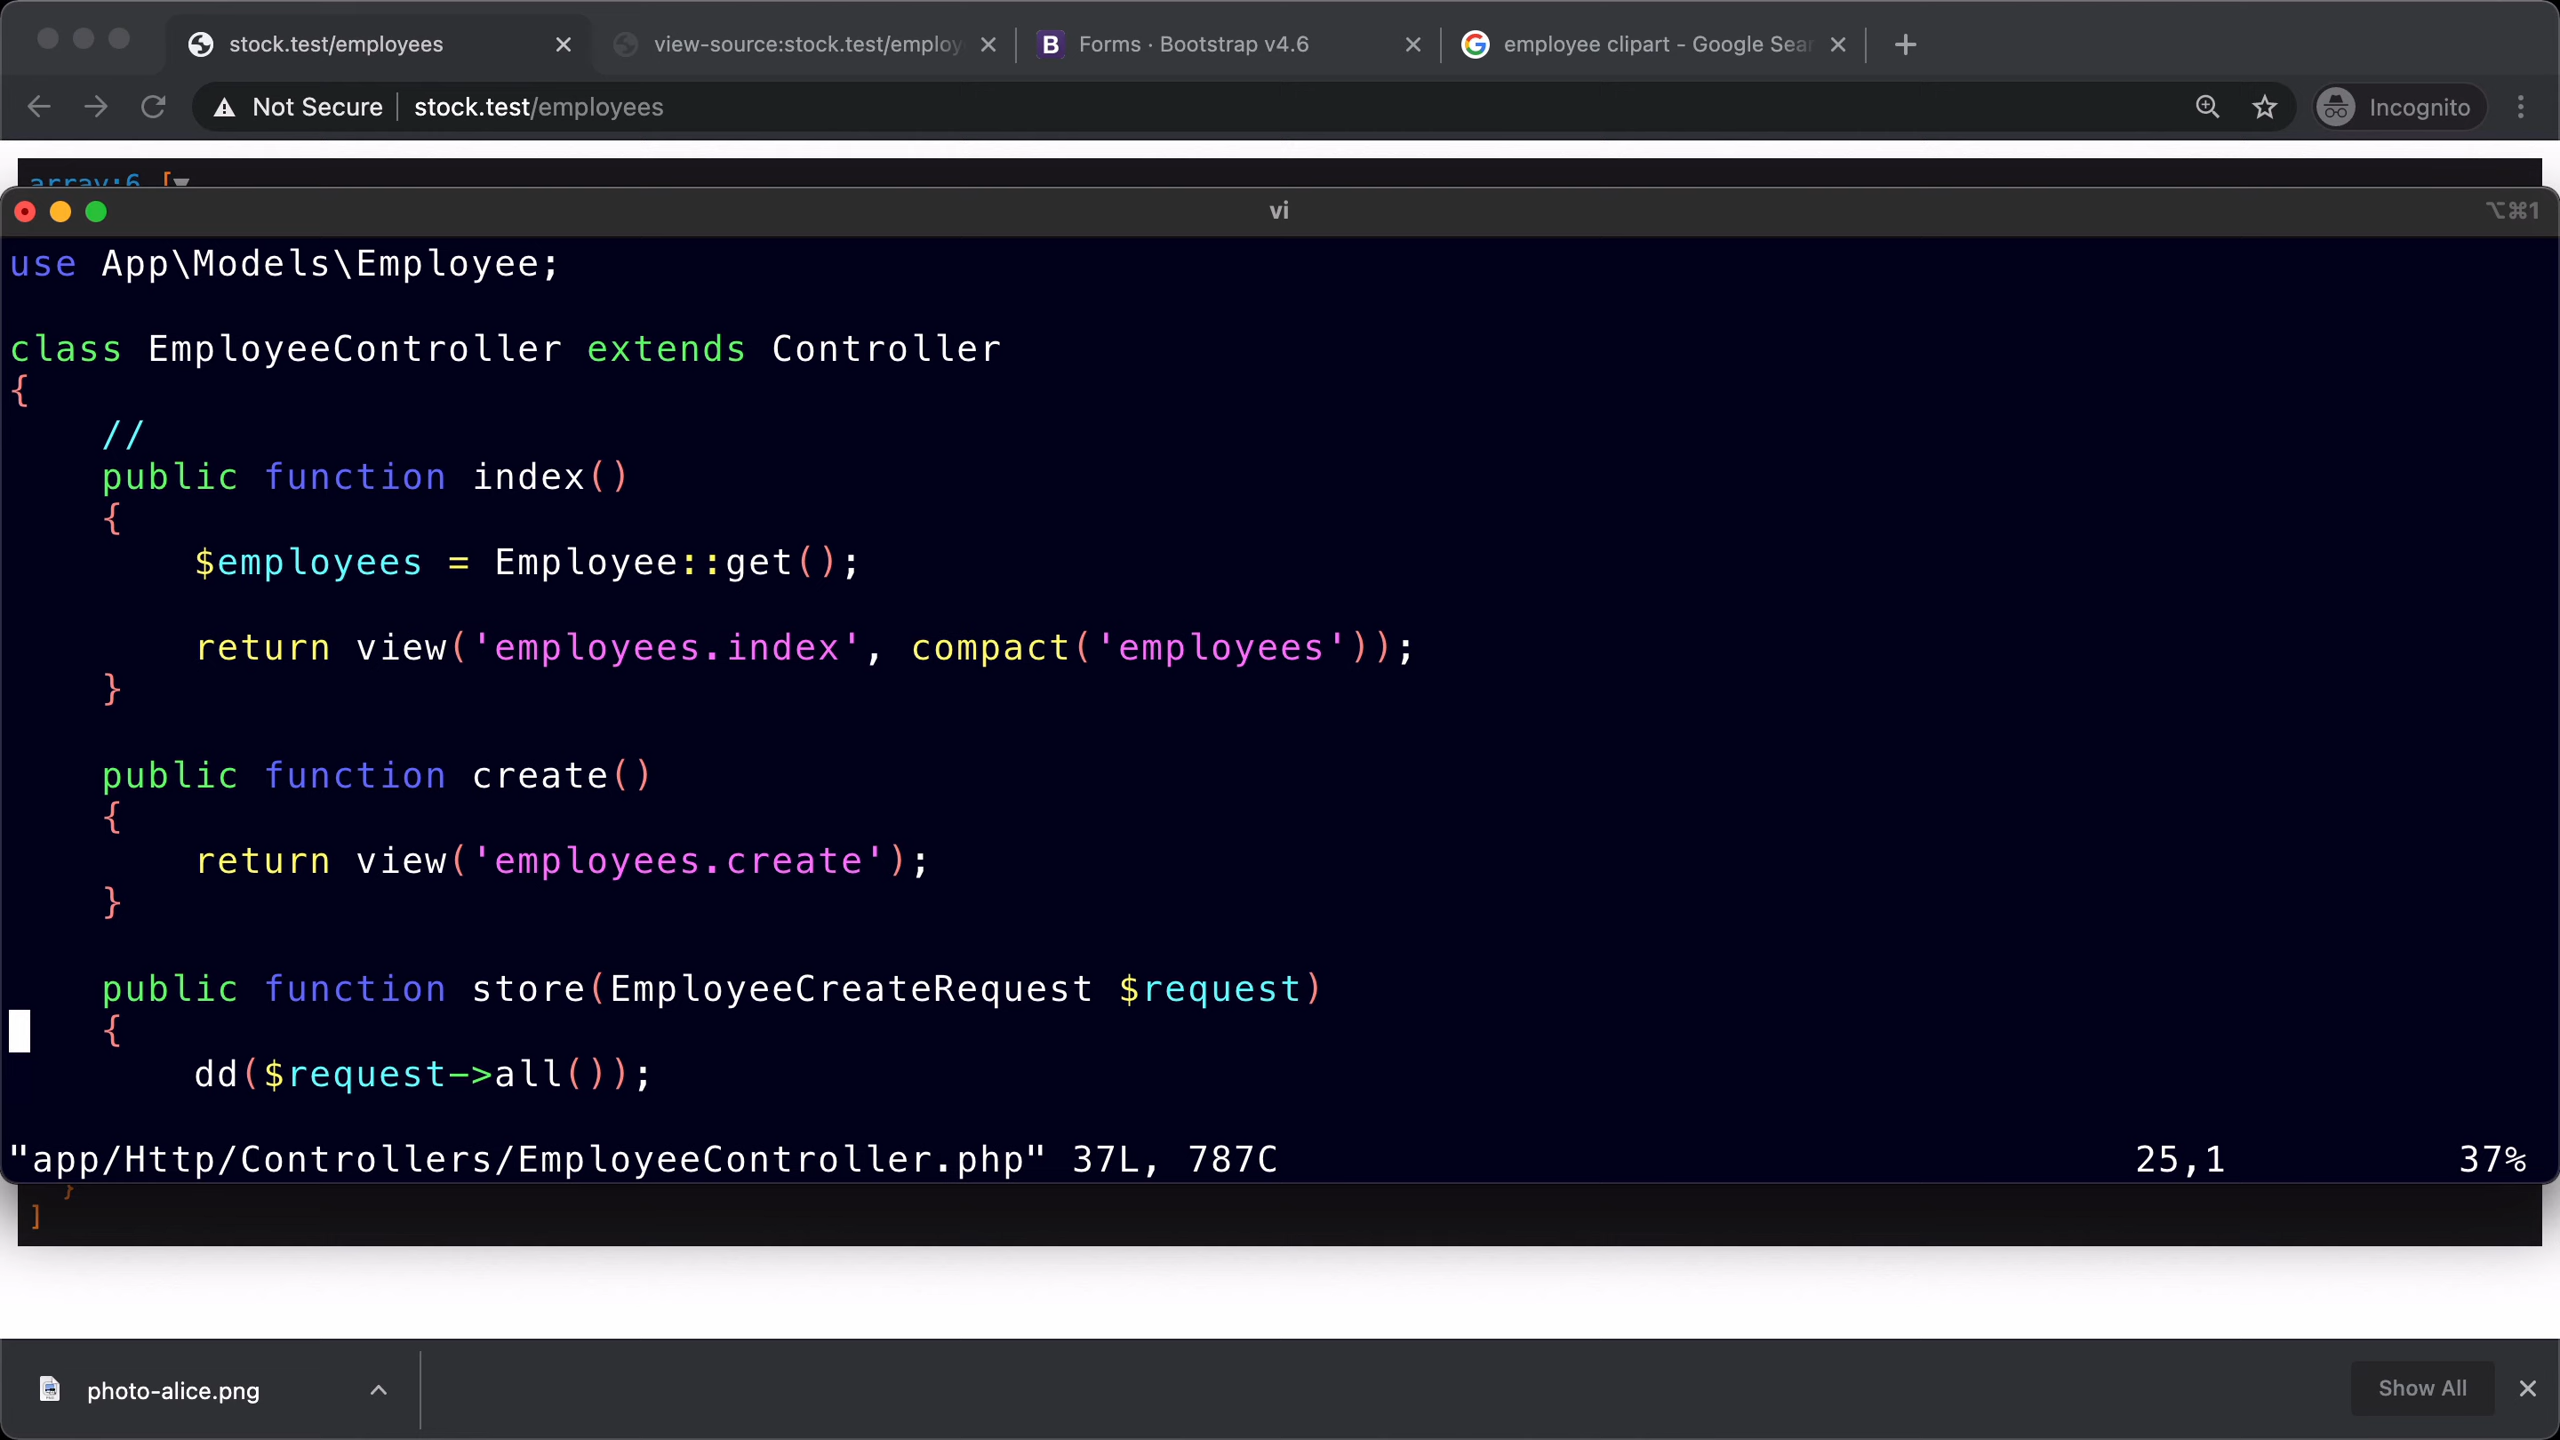 stock.test/employees
view-source:stock.test/employ
Forms · Bootstrap v4.6
employee clipart - Google Sear
Not Secure
stock.test/employees
Incognito
array:6 [
vi
⌥⌘1
use App\Models\Employee;
class EmployeeController extends Controller
{
//
public function index()
{
$employees = Employee::get();
return view('employees.index', compact('employees'));
}
public function create()
{
return view('employees.create');
}
public function store(EmployeeCreateRequest $request)
{
dd($request->all());
"app/Http/Controllers/EmployeeController.php" 37L, 787C 25,1 37%
}
]
photo-alice.png
Show All